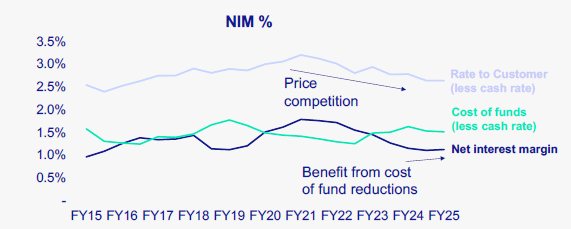 NIM %
3.5%
3.0%
2.5%
2.0%
1.5%
1.0%
0.5%
-
Price
competition
Rate to Customer
(less cash rate)
Cost of funds
(less cash rate)
Net interest margin
Benefit from cost
of fund reductions
FY15 FY16 FY17 FY18 FY19 FY20 FY21 FY22 FY23 FY24 FY25